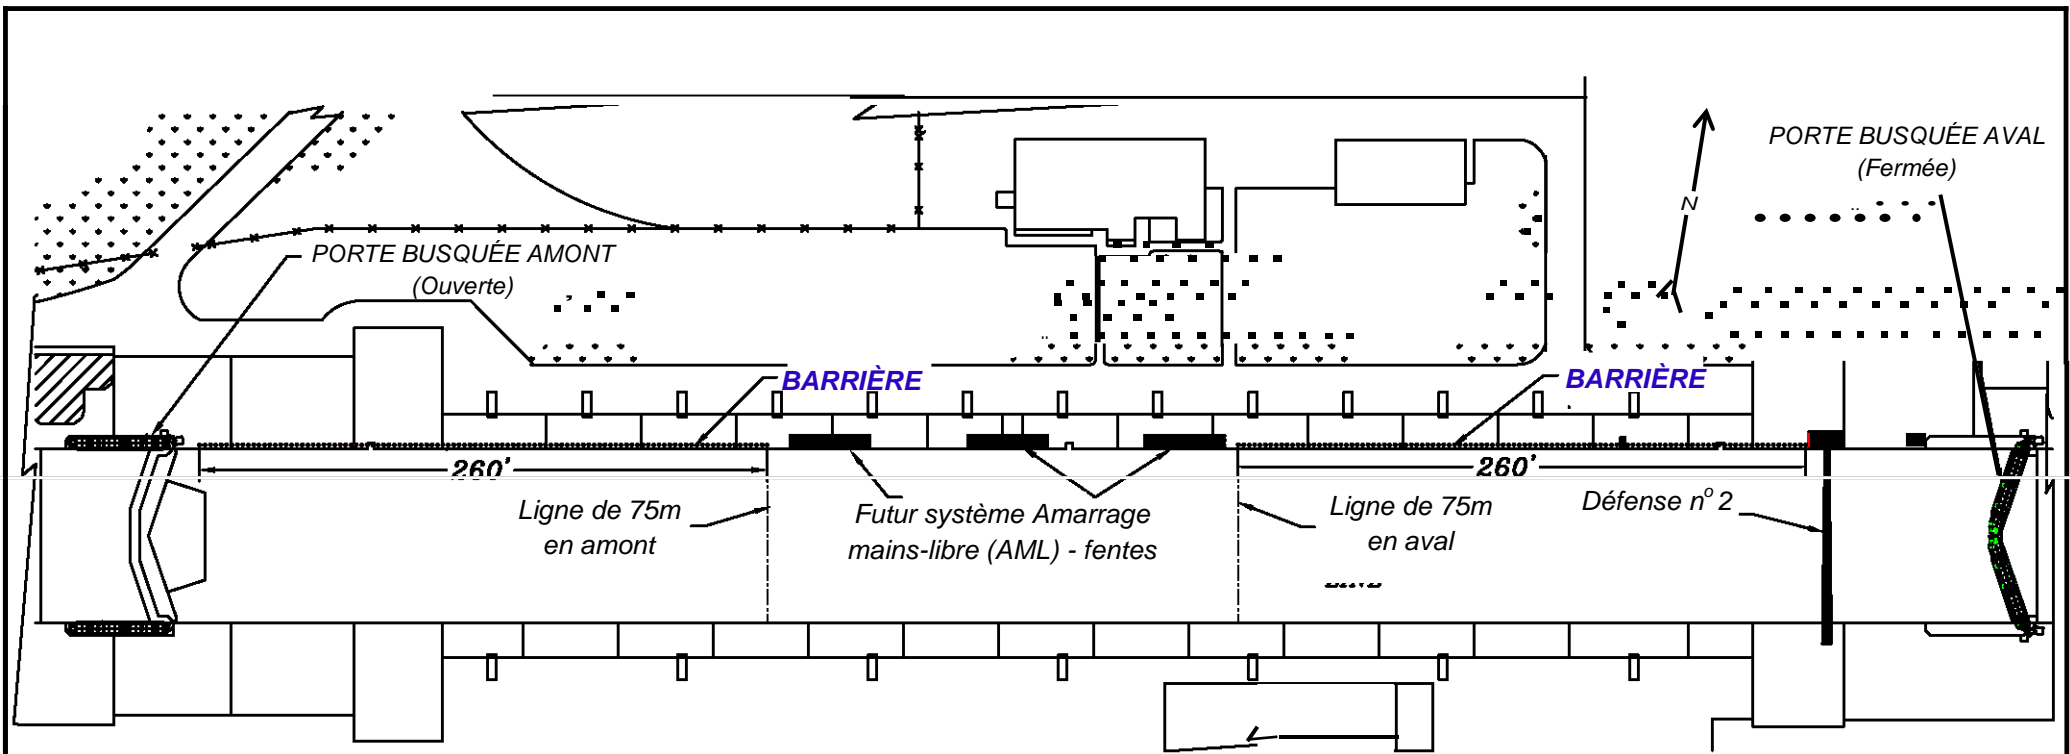 PORTE BUSQUÉE AVAL
(Fermée)
N
PORTE BUSQUÉE AMONT
(Ouverte)
BARRIÈRE
BARRIÈRE
260'
260'
Ligne de 75m
en amont
Futur système Amarrage
mains-libre (AML) - fentes
Ligne de 75m
en aval
Défense nº 2